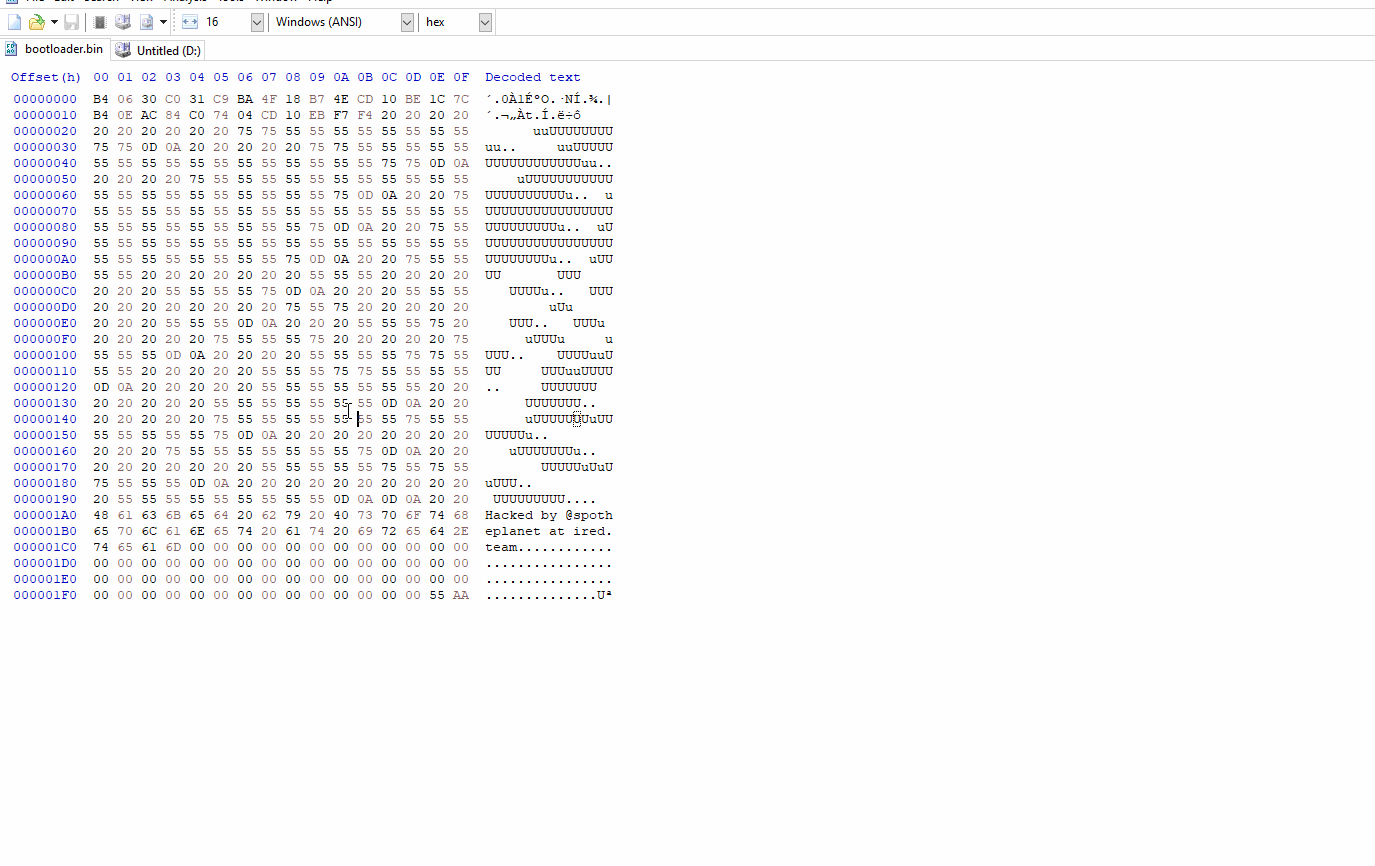 File Edit Search View Analysis Tools Window Help
16 Windows (ANSI) hex
bootloader.bin Untitled (D:)
Offset(h) 00 01 02 03 04 05 06 07 08 09 0A 0B 0C 0D 0E 0F Decoded text
00000000 B4 06 30 C0 31 C9 BA 4F 18 B7 4E CD 10 BE 1C 7C ´.0À1ÉºO.·NÍ.¾.|
00000010 B4 0E AC 84 C0 74 04 CD 10 EB F7 F4 20 20 20 20 ´.¬„Àt.Í.ë÷ô
00000020 20 20 20 20 20 20 75 75 55 55 55 55 55 55 55 55       uuUUUUUUUU
00000030 75 75 0D 0A 20 20 20 20 20 75 75 55 55 55 55 55 uu..     uuUUUUU
00000040 55 55 55 55 55 55 55 55 55 55 55 55 75 75 0D 0A UUUUUUUUUUUUuu..
00000050 20 20 20 20 75 55 55 55 55 55 55 55 55 55 55 55     uUUUUUUUUUUU
00000060 55 55 55 55 55 55 55 55 55 55 75 0D 0A 20 20 75 UUUUUUUUUUu..  u
00000070 55 55 55 55 55 55 55 55 55 55 55 55 55 55 55 55 UUUUUUUUUUUUUUUU
00000080 55 55 55 55 55 55 55 55 55 75 0D 0A 20 20 75 55 UUUUUUUUUu..  uU
00000090 55 55 55 55 55 55 55 55 55 55 55 55 55 55 55 55 UUUUUUUUUUUUUUUU
000000A0 55 55 55 55 55 55 55 55 75 0D 0A 20 20 75 55 55 UUUUUUUUu..  uUU
000000B0 55 55 20 20 20 20 20 20 20 55 55 55 20 20 20 20 UU       UUU
000000C0 20 20 20 55 55 55 55 75 0D 0A 20 20 20 55 55 55    UUUUu..   UUU
000000D0 20 20 20 20 20 20 20 20 75 55 75 20 20 20 20 20         uUu
000000E0 20 20 20 55 55 55 0D 0A 20 20 20 55 55 55 75 20    UUU..   UUUu
000000F0 20 20 20 20 20 75 55 55 55 75 20 20 20 20 20 75      uUUUu     u
00000100 55 55 55 0D 0A 20 20 20 20 55 55 55 55 75 75 55 UUU..    UUUUuuU
00000110 55 55 20 20 20 20 20 55 55 55 75 75 55 55 55 55 UU     UUUuuUUUU
00000120 0D 0A 20 20 20 20 20 55 55 55 55 55 55 55 20 20 ..     UUUUUUU
00000130 20 20 20 20 20 55 55 55 55 55 55 55 0D 0A 20 20      UUUUUUU..
00000140 20 20 20 20 20 75 55 55 55 55 55 55 55 75 55 55      uUUUUUUUuUU
00000150 55 55 55 55 55 75 0D 0A 20 20 20 20 20 20 20 20 UUUUUu..
00000160 20 20 20 75 55 55 55 55 55 55 55 75 0D 0A 20 20    uUUUUUUUu..
00000170 20 20 20 20 20 20 20 55 55 55 55 55 75 55 75 55        UUUUUuUuU
00000180 75 55 55 55 0D 0A 20 20 20 20 20 20 20 20 20 20 uUUU..
00000190 20 55 55 55 55 55 55 55 55 55 0D 0A 0D 0A 20 20  UUUUUUUUU....
000001A0 48 61 63 6B 65 64 20 62 79 20 40 73 70 6F 74 68 Hacked by @spoth
000001B0 65 70 6C 61 6E 65 74 20 61 74 20 69 72 65 64 2E eplanet at ired.
000001C0 74 65 61 6D 00 00 00 00 00 00 00 00 00 00 00 00 team............
000001D0 00 00 00 00 00 00 00 00 00 00 00 00 00 00 00 00 ................
000001E0 00 00 00 00 00 00 00 00 00 00 00 00 00 00 00 00 ................
000001F0 00 00 00 00 00 00 00 00 00 00 00 00 00 00 55 AA ..............Uª